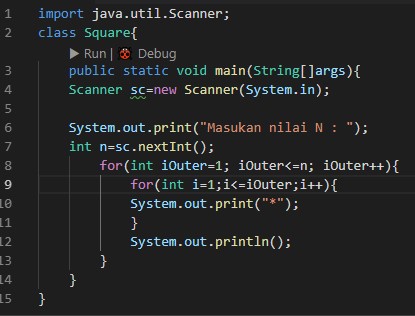 1 import java.util.Scanner;
2 class Square{
Run | Debug
3 public static void main(String[]args){
4 Scanner sc=new Scanner(System.in);
5
6 System.out.print("Masukan nilai N : ");
7 int n=sc.nextInt();
8 for(int iOuter=1; iOuter<=n; iOuter++){
9 for(int i=1;i<=iOuter;i++){
10 System.out.print("*");
11 }
12 System.out.println();
13 }
14 }
15 }